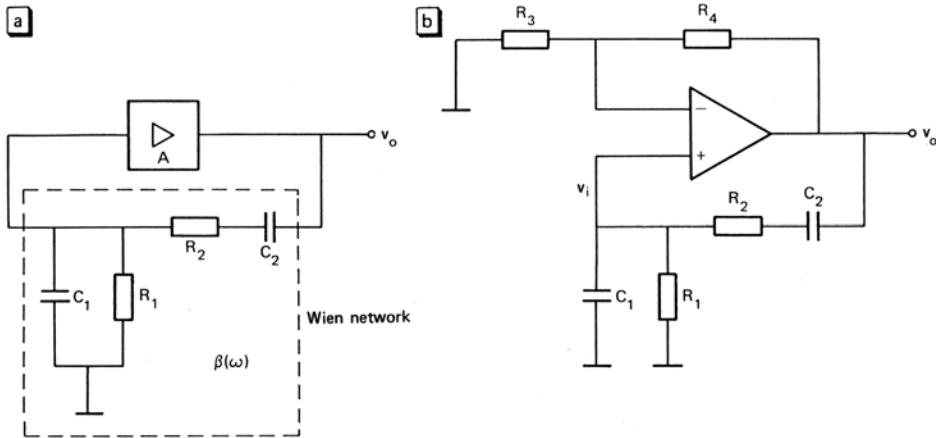 a
A
v₀
R₂
C₂
C₁
R₁
Wien network
β(ω)
b
R₃
R₄
−
+
v₀
vᵢ
R₂
C₂
C₁
R₁